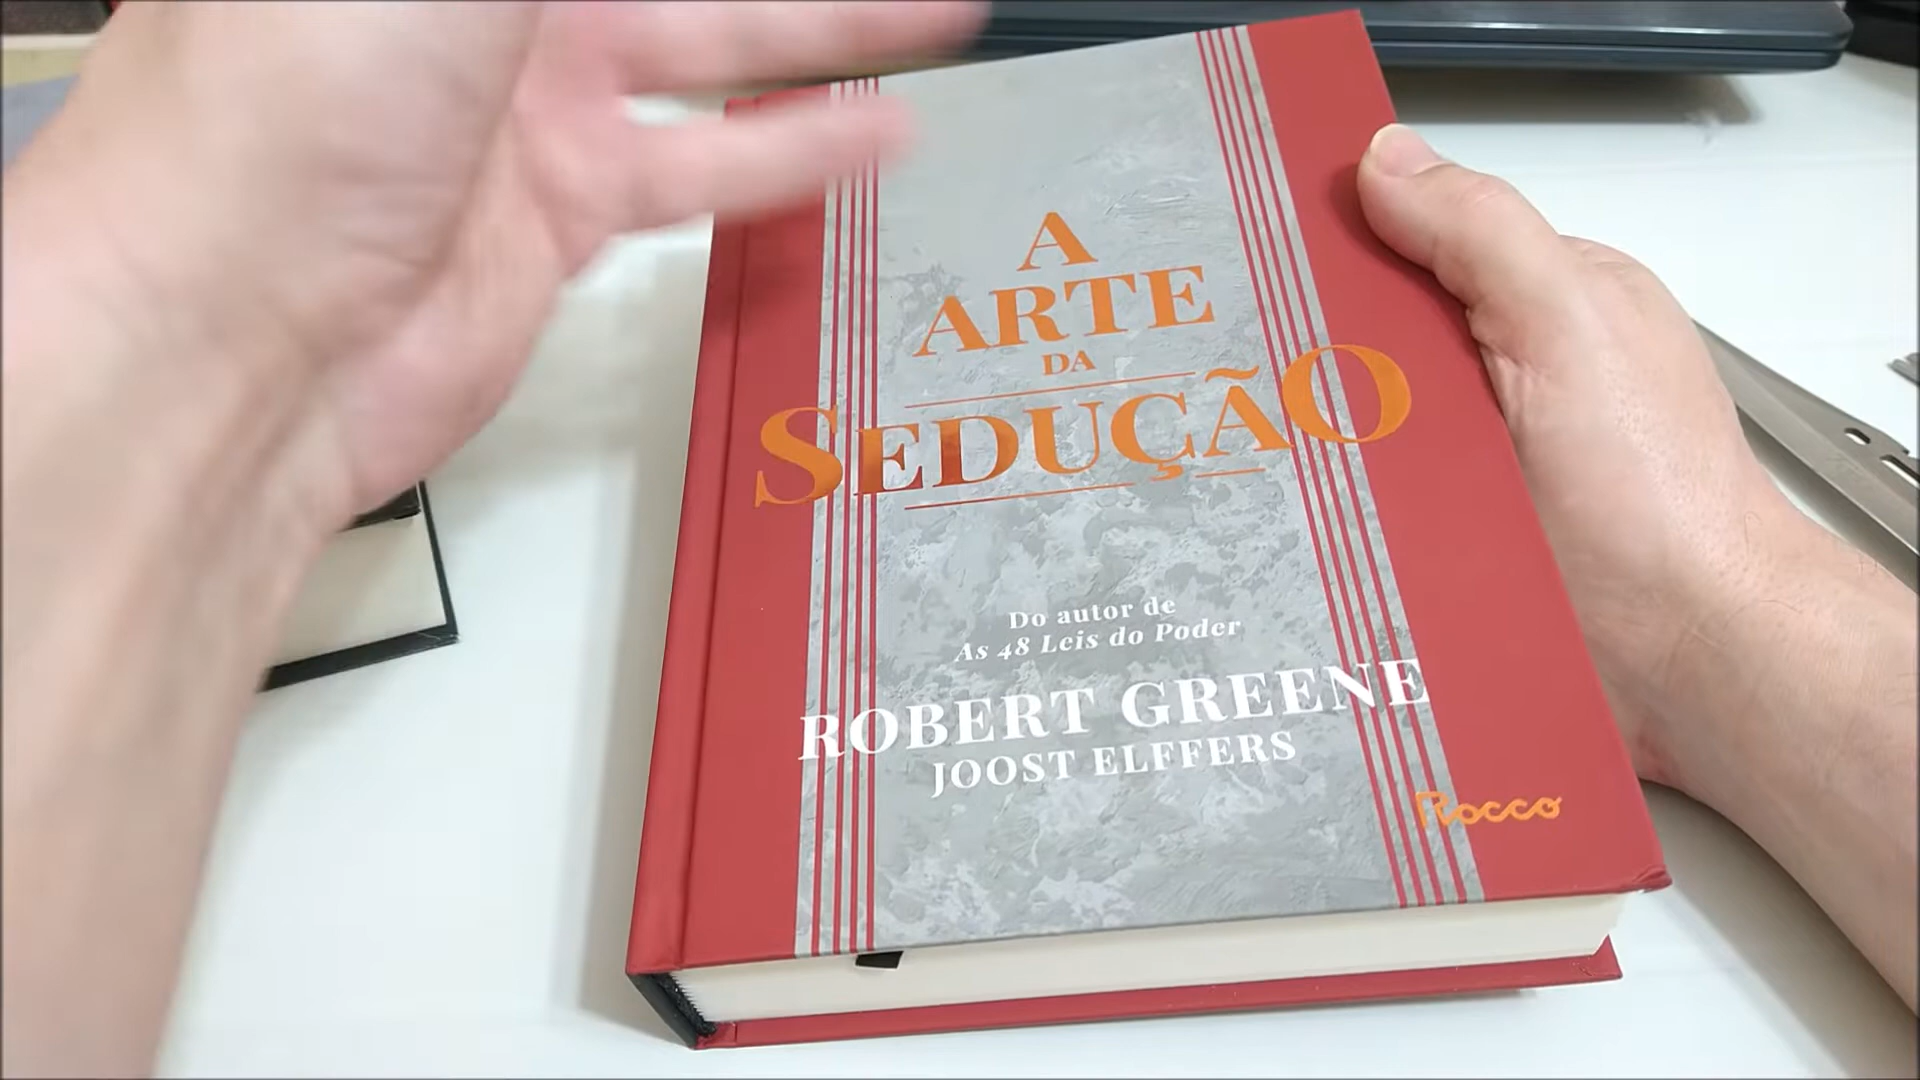 A
ARTE
DA
SEDUÇÃO
Do autor de
As 48 Leis do Poder
ROBERT GREENE
JOOST ELFFERS
Rocco